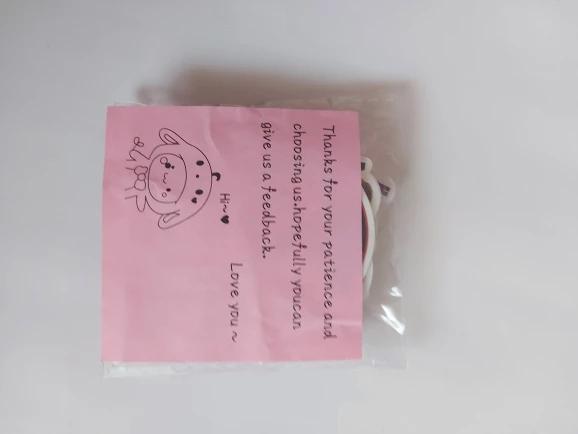 Thanks for your patience and
choosing us.hopefully youcan
give us a feedback.
Hi~♥
Love you ~